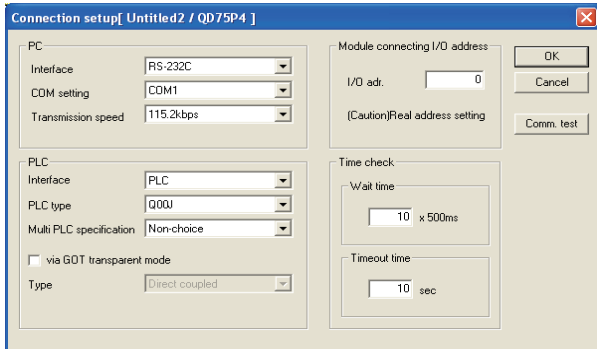 Connection setup[ Untitled2 / QD75P4 ]
PC
Interface RS-232C
COM setting COM1
Transmission speed 115.2kbps
PLC
Interface PLC
PLC type Q00J
Multi PLC specification Non-choice
via GOT transparent mode
Type Direct coupled
Module connecting I/O address
I/O adr. 0
(Caution)Real address setting
Time check
Wait time
10 x 500ms
Timeout time
10 sec
OK
Cancel
Comm. test